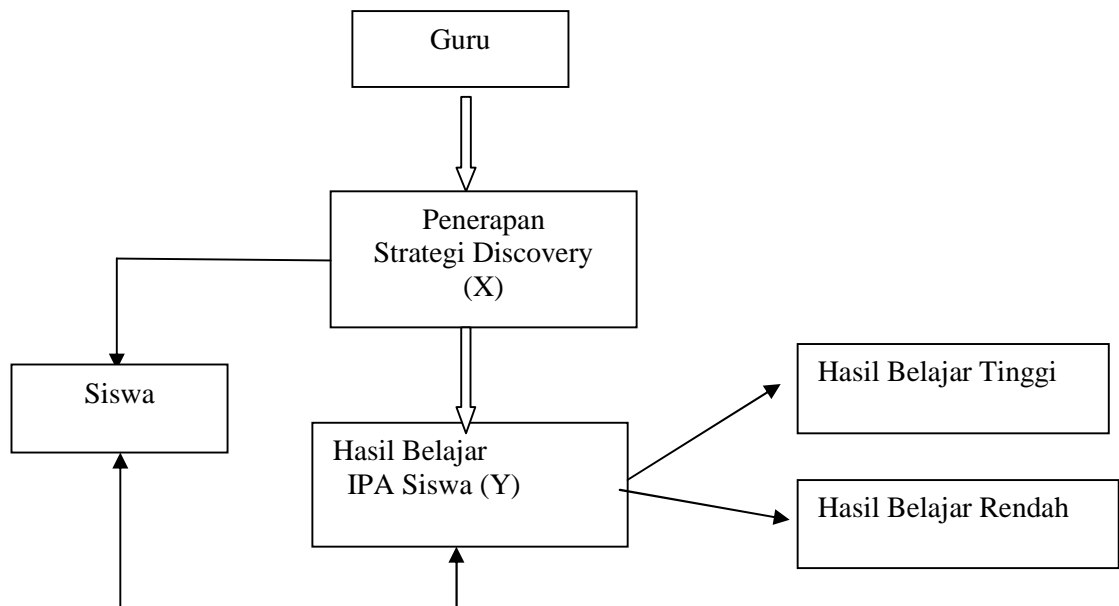 Guru
Penerapan
Strategi Discovery
(X)
Siswa
Hasil Belajar
IPA Siswa (Y)
Hasil Belajar Tinggi
Hasil Belajar Rendah